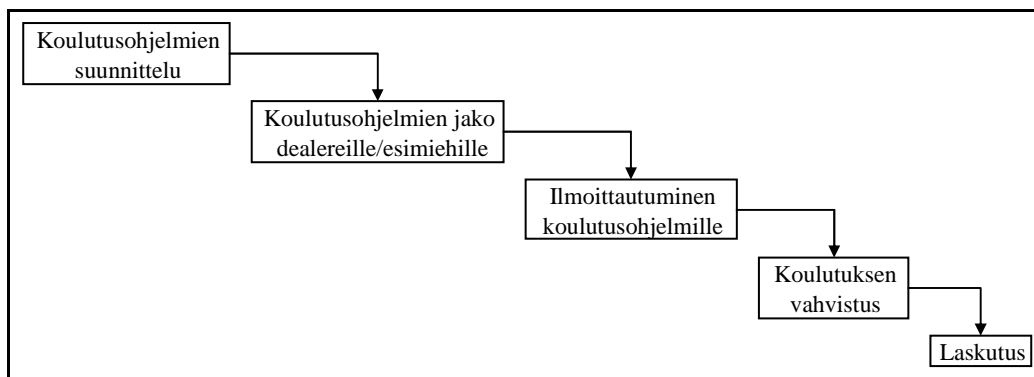 Koulutusohjelmien
suunnittelu
Koulutusohjelmien jako
dealereille/esimiehille
Ilmoittautuminen
koulutusohjelmille
Koulutuksen
vahvistus
Laskutus